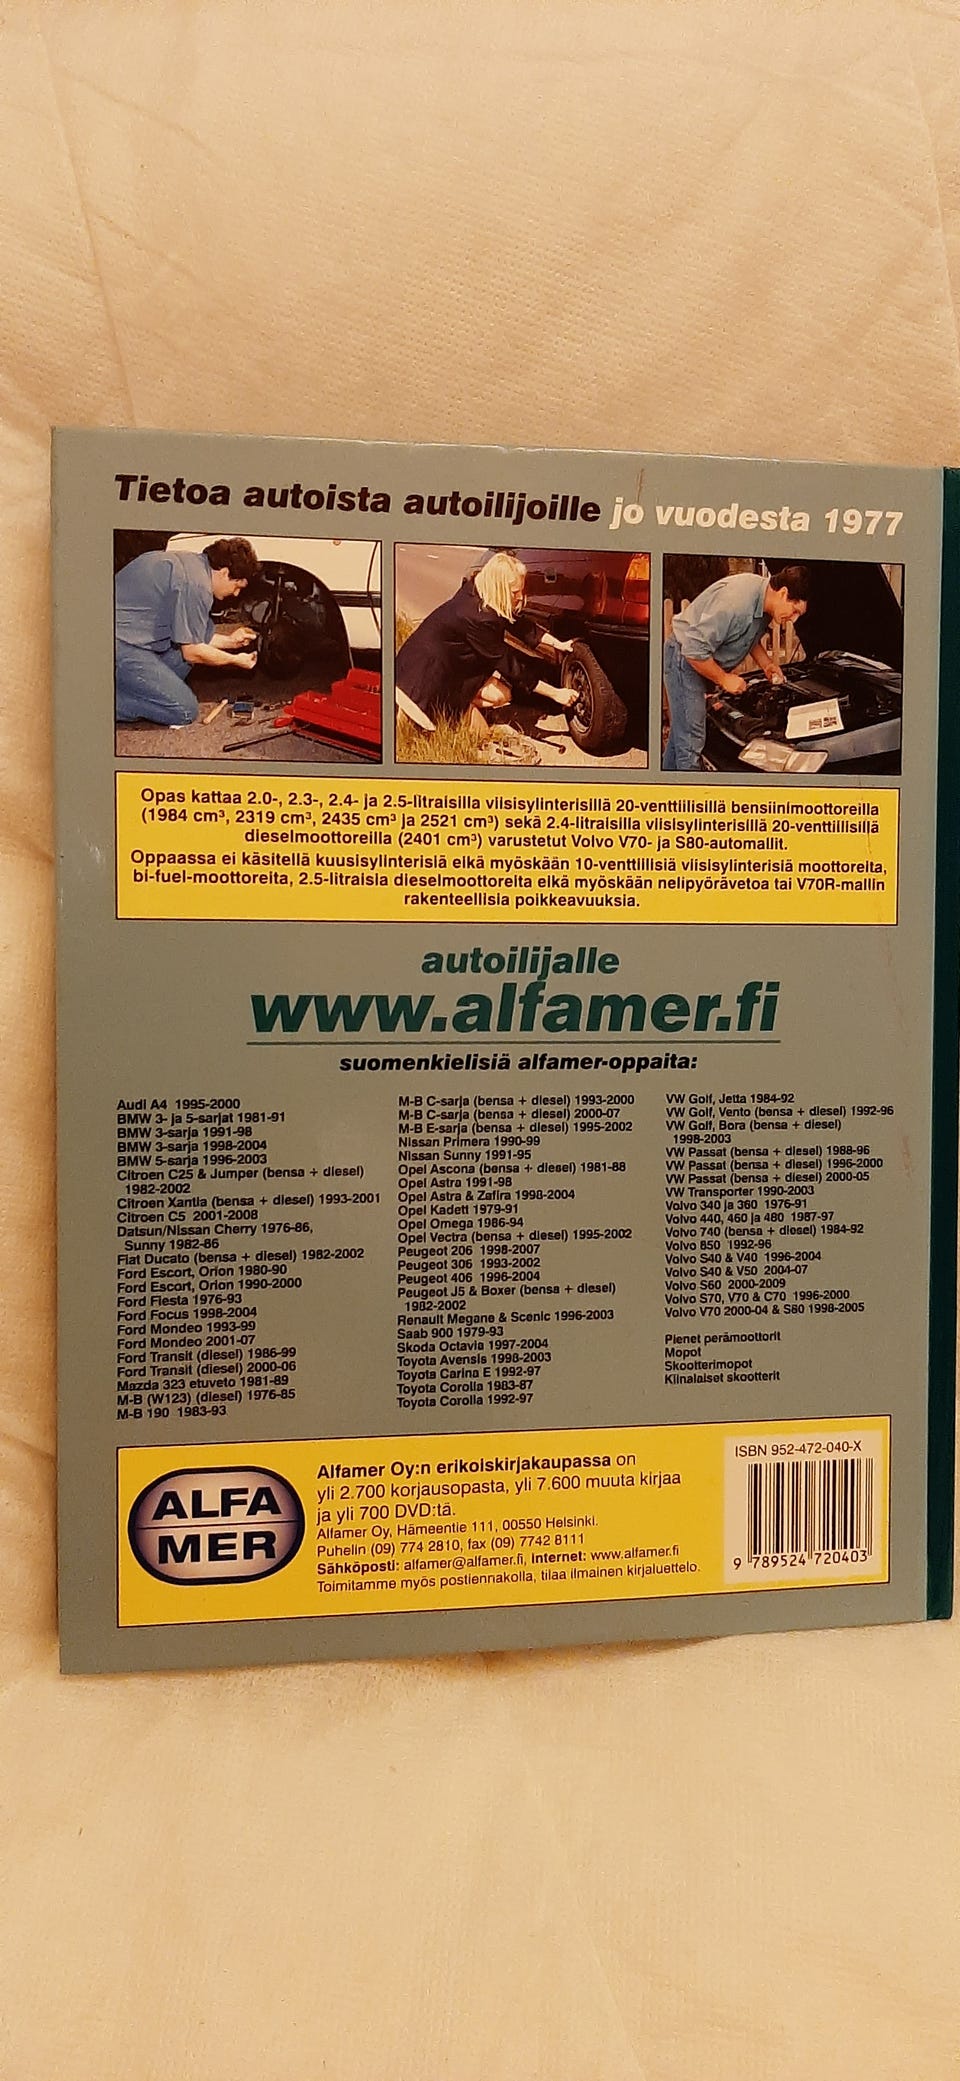 Tietoa autoista autoilijoille jo vuodesta 1977
Opas kattaa 2.0-, 2.3-, 2.4- ja 2.5-litraisilla viisisylinterisillä 20-venttiilisillä bensiinimoottoreilla
(1984 cm³, 2319 cm³, 2435 cm³ ja 2521 cm³) sekä 2.4-litraisilla viisisylinterisillä 20-venttiilisillä
dieselmoottoreilla (2401 cm³) varustetut Volvo V70- ja S80-automallit.
Oppaassa ei käsitellä kuusisylinterisiä eikä myöskään 10-venttiilisiä viisisylinterisiä moottoreita,
bi-fuel-moottoreita, 2.5-litraisia dieselmoottoreita eikä myöskään nelipyörävetoa tai V70R-mallin
rakenteellisia poikkeavuuksia.
autoilijalle
www.alfamer.fi
suomenkielisiä alfamer-oppaita:
Audi A4 1995-2000
BMW 3- ja 5-sarjat 1981-91
BMW 3-sarja 1991-98
BMW 3-sarja 1998-2004
BMW 5-sarja 1996-2003
Citroen C25 & Jumper (bensa + diesel)
1982-2002
Citroen Xantia (bensa + diesel) 1993-2001
Citroen C5 2001-2008
Datsun/Nissan Cherry 1976-86,
Sunny 1982-86
Fiat Ducato (bensa + diesel) 1982-2002
Ford Escort, Orion 1980-90
Ford Escort, Orion 1990-2000
Ford Fiesta 1976-93
Ford Focus 1998-2004
Ford Mondeo 1993-99
Ford Mondeo 2001-07
Ford Transit (diesel) 1986-99
Ford Transit (diesel) 2000-06
Mazda 323 etuveto 1981-89
M-B (W123) (diesel) 1976-85
M-B 190 1983-93
M-B C-sarja (bensa + diesel) 1993-2000
M-B C-sarja (bensa + diesel) 2000-07
M-B E-sarja (bensa + diesel) 1995-2002
Nissan Primera 1990-99
Nissan Sunny 1991-95
Opel Ascona (bensa + diesel) 1981-88
Opel Astra 1991-98
Opel Astra & Zafira 1998-2004
Opel Kadett 1979-91
Opel Omega 1986-94
Opel Vectra (bensa + diesel) 1995-2002
Peugeot 206 1998-2007
Peugeot 306 1993-2002
Peugeot 406 1996-2004
Peugeot J5 & Boxer (bensa + diesel)
1982-2002
Renault Megane & Scenic 1996-2003
Saab 900 1979-93
Skoda Octavia 1997-2004
Toyota Avensis 1998-2003
Toyota Carina E 1992-97
Toyota Corolla 1983-87
Toyota Corolla 1992-97
VW Golf, Jetta 1984-92
VW Golf, Vento (bensa + diesel) 1992-96
VW Golf, Bora (bensa + diesel)
1998-2003
VW Passat (bensa + diesel) 1988-96
VW Passat (bensa + diesel) 1996-2000
VW Passat (bensa + diesel) 2000-05
VW Transporter 1990-2003
Volvo 340 ja 360 1976-91
Volvo 440, 460 ja 480 1987-97
Volvo 740 (bensa + diesel) 1984-92
Volvo 850 1992-96
Volvo S40 & V40 1996-2004
Volvo S40 & V50 2004-07
Volvo S60 2000-2009
Volvo S70, V70 & C70 1996-2000
Volvo V70 2000-04 & S80 1998-2005
Pienet perämoottorit
Mopot
Skootterimopot
Kiinalaiset skootterit
ALFA
MER
Alfamer Oy:n erikoiskirjakaupassa on
yli 2.700 korjausopasta, yli 7.600 muuta kirjaa
ja yli 700 DVD:tä.
Alfamer Oy, Hämeentie 111, 00550 Helsinki.
Puhelin (09) 774 2810, fax (09) 7742 8111
Sähköposti: alfamer@alfamer.fi, internet: www.alfamer.fi
Toimitamme myös postiennakolla, tilaa ilmainen kirjaluettelo.
ISBN 952-472-040-X
9 789524 720403